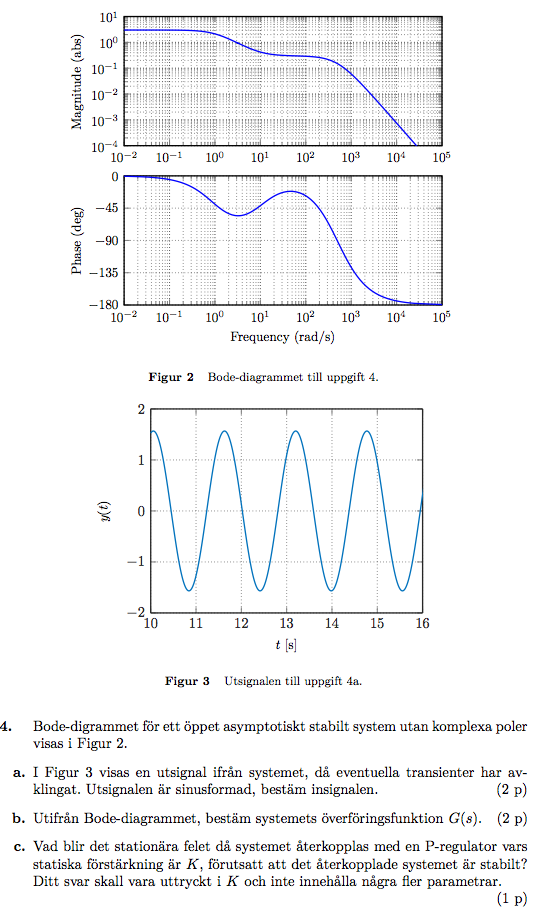 10^1
10^0
10^-1
10^-2
10^-3
10^-4
Magnitude (abs)
10^-2 10^-1 10^0 10^1 10^2 10^3 10^4 10^5
0
-45
-90
-135
-180
Phase (deg)
10^-2 10^-1 10^0 10^1 10^2 10^3 10^4 10^5
Frequency (rad/s)
Figur 2 Bode-diagrammet till uppgift 4.
2
1
0
-1
-2
y(t)
10 11 12 13 14 15 16
t [s]
Figur 3 Utsignalen till uppgift 4a.
4. Bode-digrammet för ett öppet asymptotiskt stabilt system utan komplexa poler
visas i Figur 2.
a. I Figur 3 visas en utsignal ifrån systemet, då eventuella transienter har av-
klingat. Utsignalen är sinusformad, bestäm insignalen. (2 p)
b. Utifrån Bode-diagrammet, bestäm systemets överföringsfunktion G(s). (2 p)
c. Vad blir det stationära felet då systemet återkopplas med en P-regulator vars
statiska förstärkning är K, förutsatt att det återkopplade systemet är stabilt?
Ditt svar skall vara uttryckt i K och inte innehålla några fler parametrar.
(1 p)